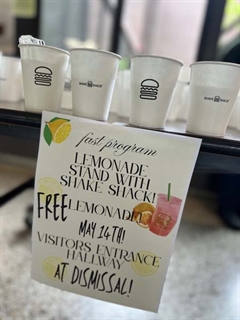 SHAKE SHACK
SHAKE SHACK
fast program
LEMONADE
STAND WITH
SHAKE SHACK
FREE LEMONADE
MAY 14TH!
VISITORS ENTRANCE
HALLWAY
AT DISMISSAL!